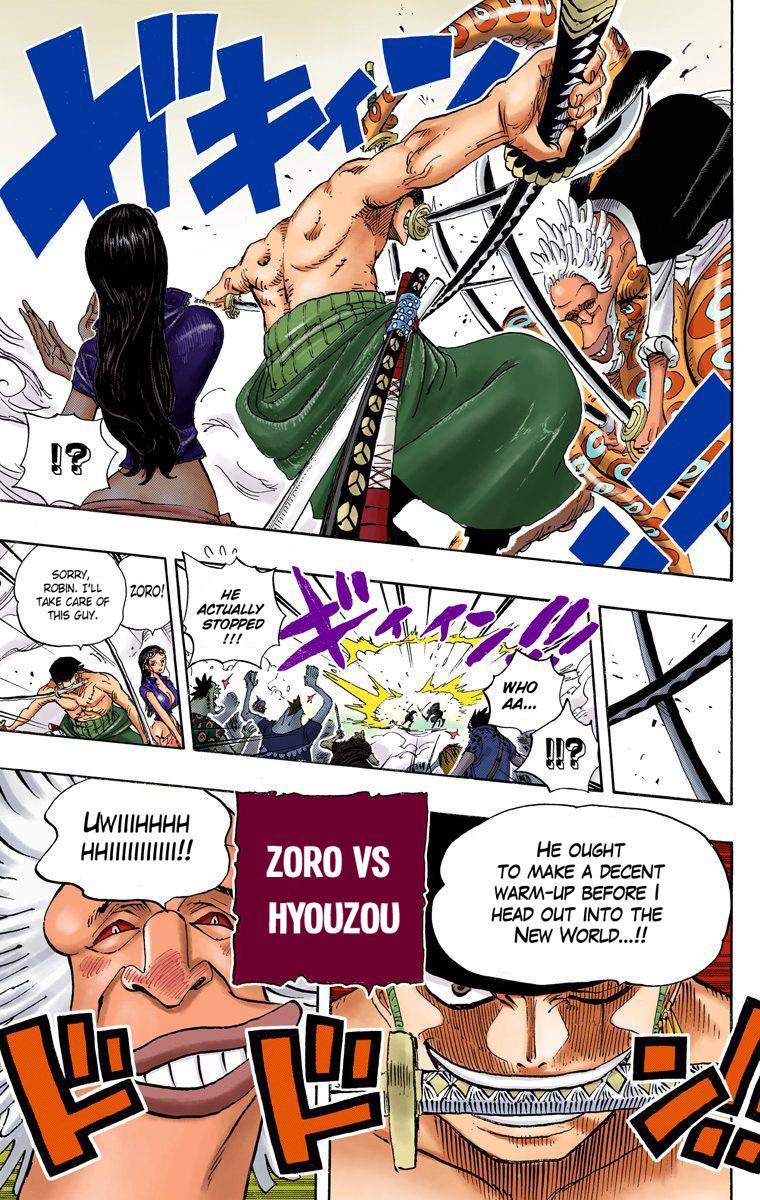 ガキィン
!!
!?
WHO
AA...
!!?
ギィイイン!!!
HE
ACTUALLY
STOPPED
!!!
ZORO!
SORRY,
ROBIN. I'LL
TAKE CARE OF
THIS GUY.
HE OUGHT
TO MAKE A DECENT
WARM-UP BEFORE I
HEAD OUT INTO THE
NEW WORLD...!!
ZORO VS
HYOUZOU
UWIIIHHHH
HHIIIIIIIIIII!!
ドドン!!